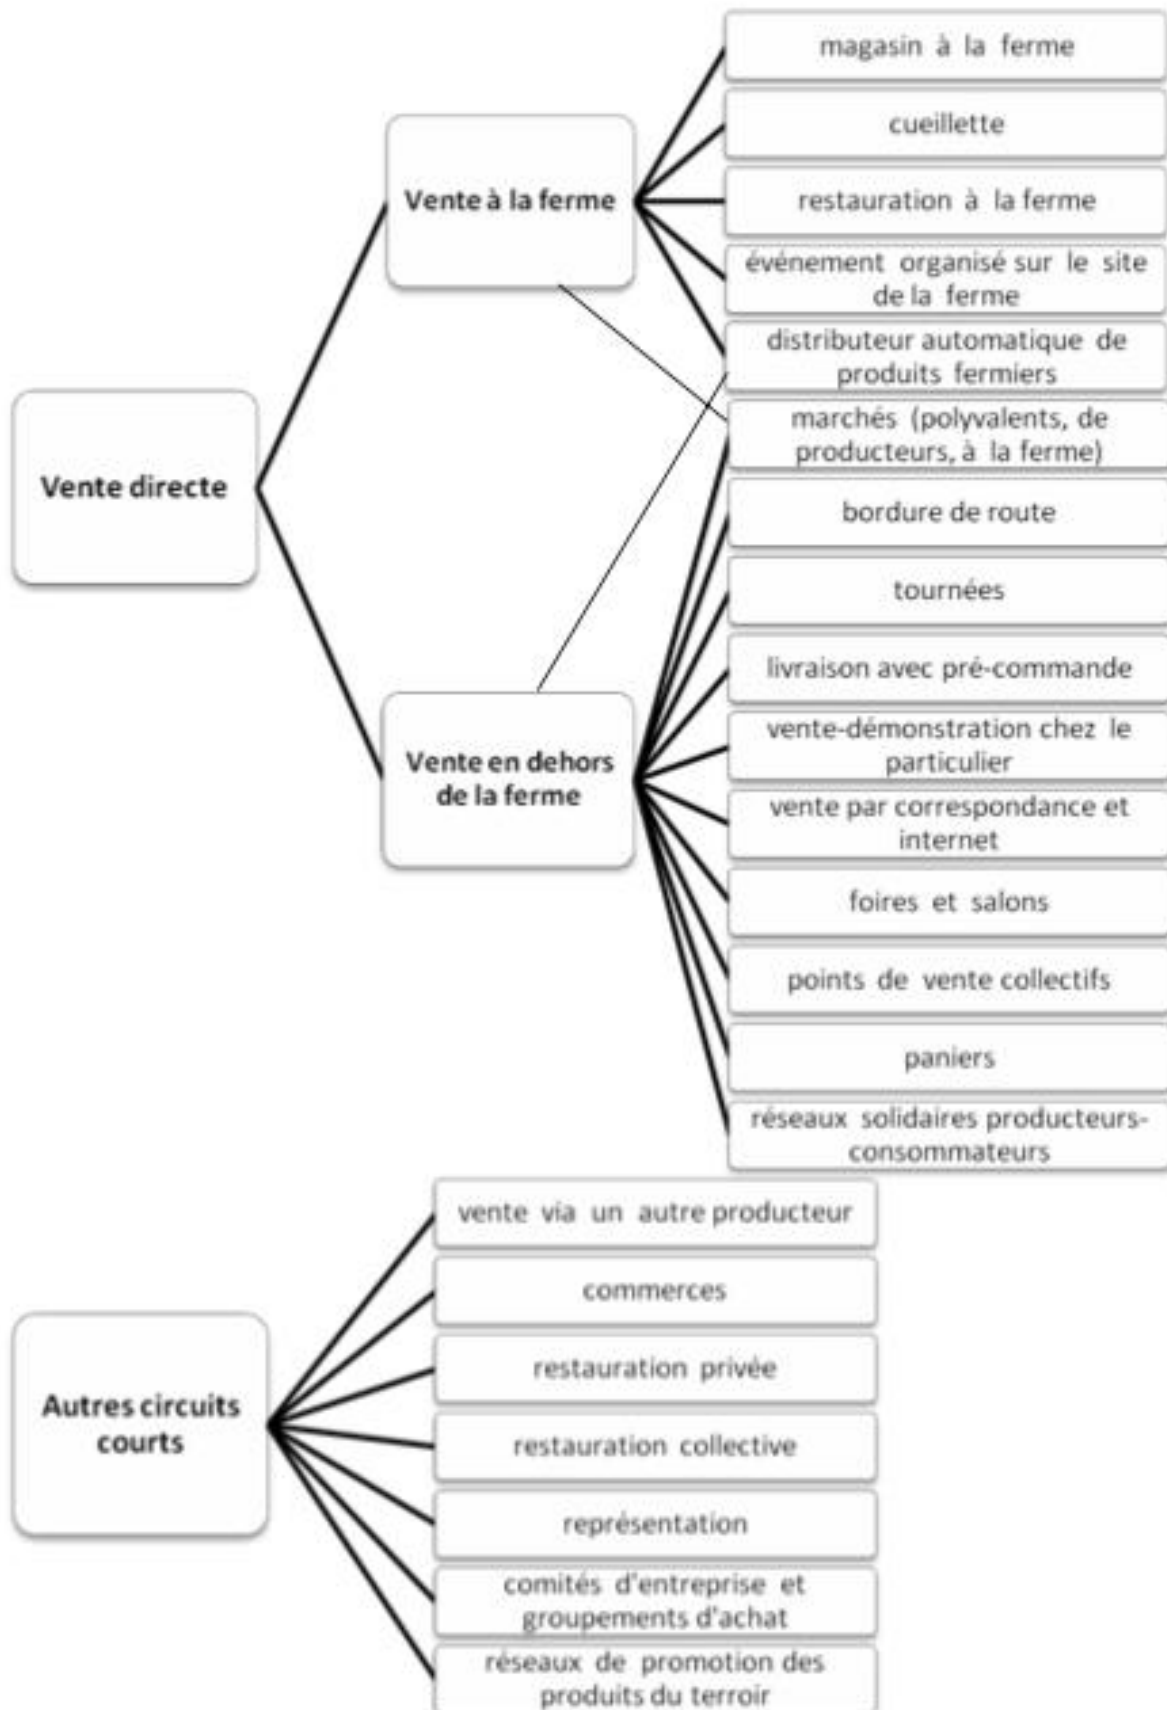 magasin à la ferme
cueillette
Vente à la ferme
restauration à la ferme
événement organisé sur le site
de la ferme
distributeur automatique de
produits fermiers
marchés (polyvalents, de
producteurs, à la ferme)
Vente directe
bordure de route
tournées
livraison avec pré-commande
vente-démonstration chez le
particulier
Vente en dehors
de la ferme
vente par correspondance et
internet
foires et salons
points de vente collectifs
paniers
réseaux solidaires producteurs-
consommateurs
vente via un autre producteur
commerces
restauration privée
Autres circuits
courts
restauration collective
représentation
comités d'entreprise et
groupements d'achat
réseaux de promotion des
produits du terroir